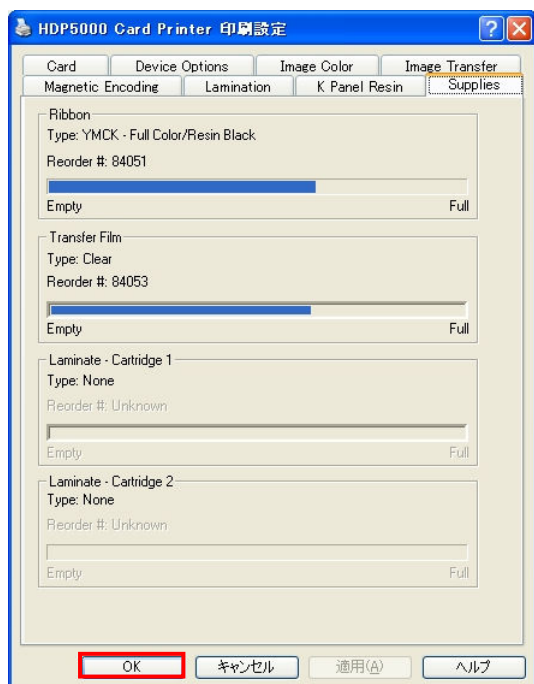 HDP5000 Card Printer 印刷設定
Card Device Options Image Color Image Transfer
Magnetic Encoding Lamination K Panel Resin Supplies
Ribbon
Type: YMCK - Full Color/Resin Black
Reorder #: 84051
Empty Full
Transfer Film
Type: Clear
Reorder #: 84053
Empty Full
Laminate - Cartridge 1
Type: None
Reorder #: Unknown
Empty Full
Laminate - Cartridge 2
Type: None
Reorder #: Unknown
Empty Full
OK キャンセル 適用(A) ヘルプ